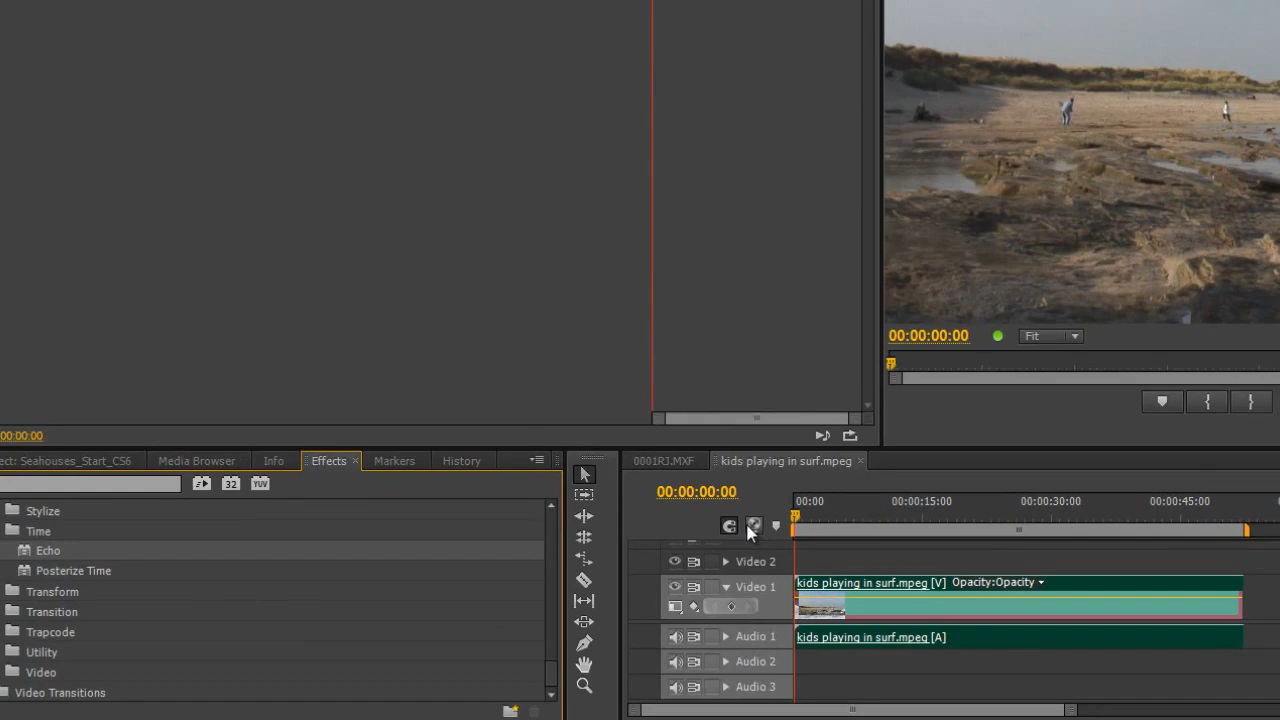 00:00:00:00
Fit
00:00:00
ect: Seahouses_Start_CS6
Media Browser
Info
Effects
Markers
History
0001RJ.MXF
kids playing in surf.mpeg
32
YUV
00:00:00:00
00:00
00:00:15:00
00:00:30:00
00:00:45:00
Stylize
Time
Echo
Posterize Time
Transform
Transition
Trapcode
Utility
Video
Video Transitions
Video 2
Video 1
kids playing in surf.mpeg [V] Opacity:Opacity
Audio 1
kids playing in surf.mpeg [A]
Audio 2
Audio 3